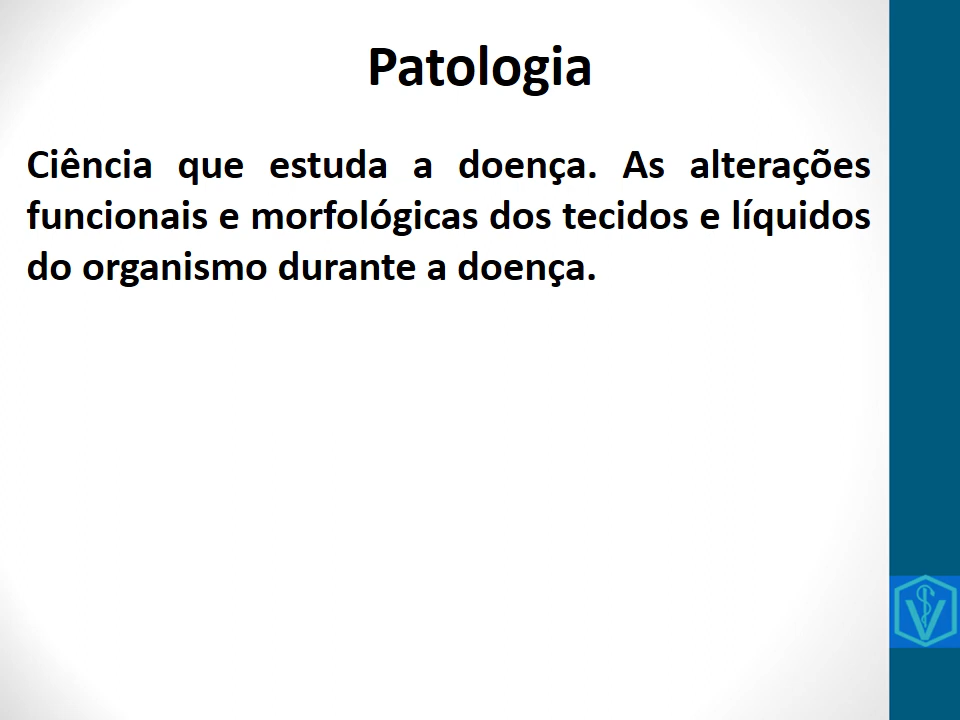 Patologia
Ciência que estuda a doença. As alterações
funcionais e morfológicas dos tecidos e líquidos
do organismo durante a doença.